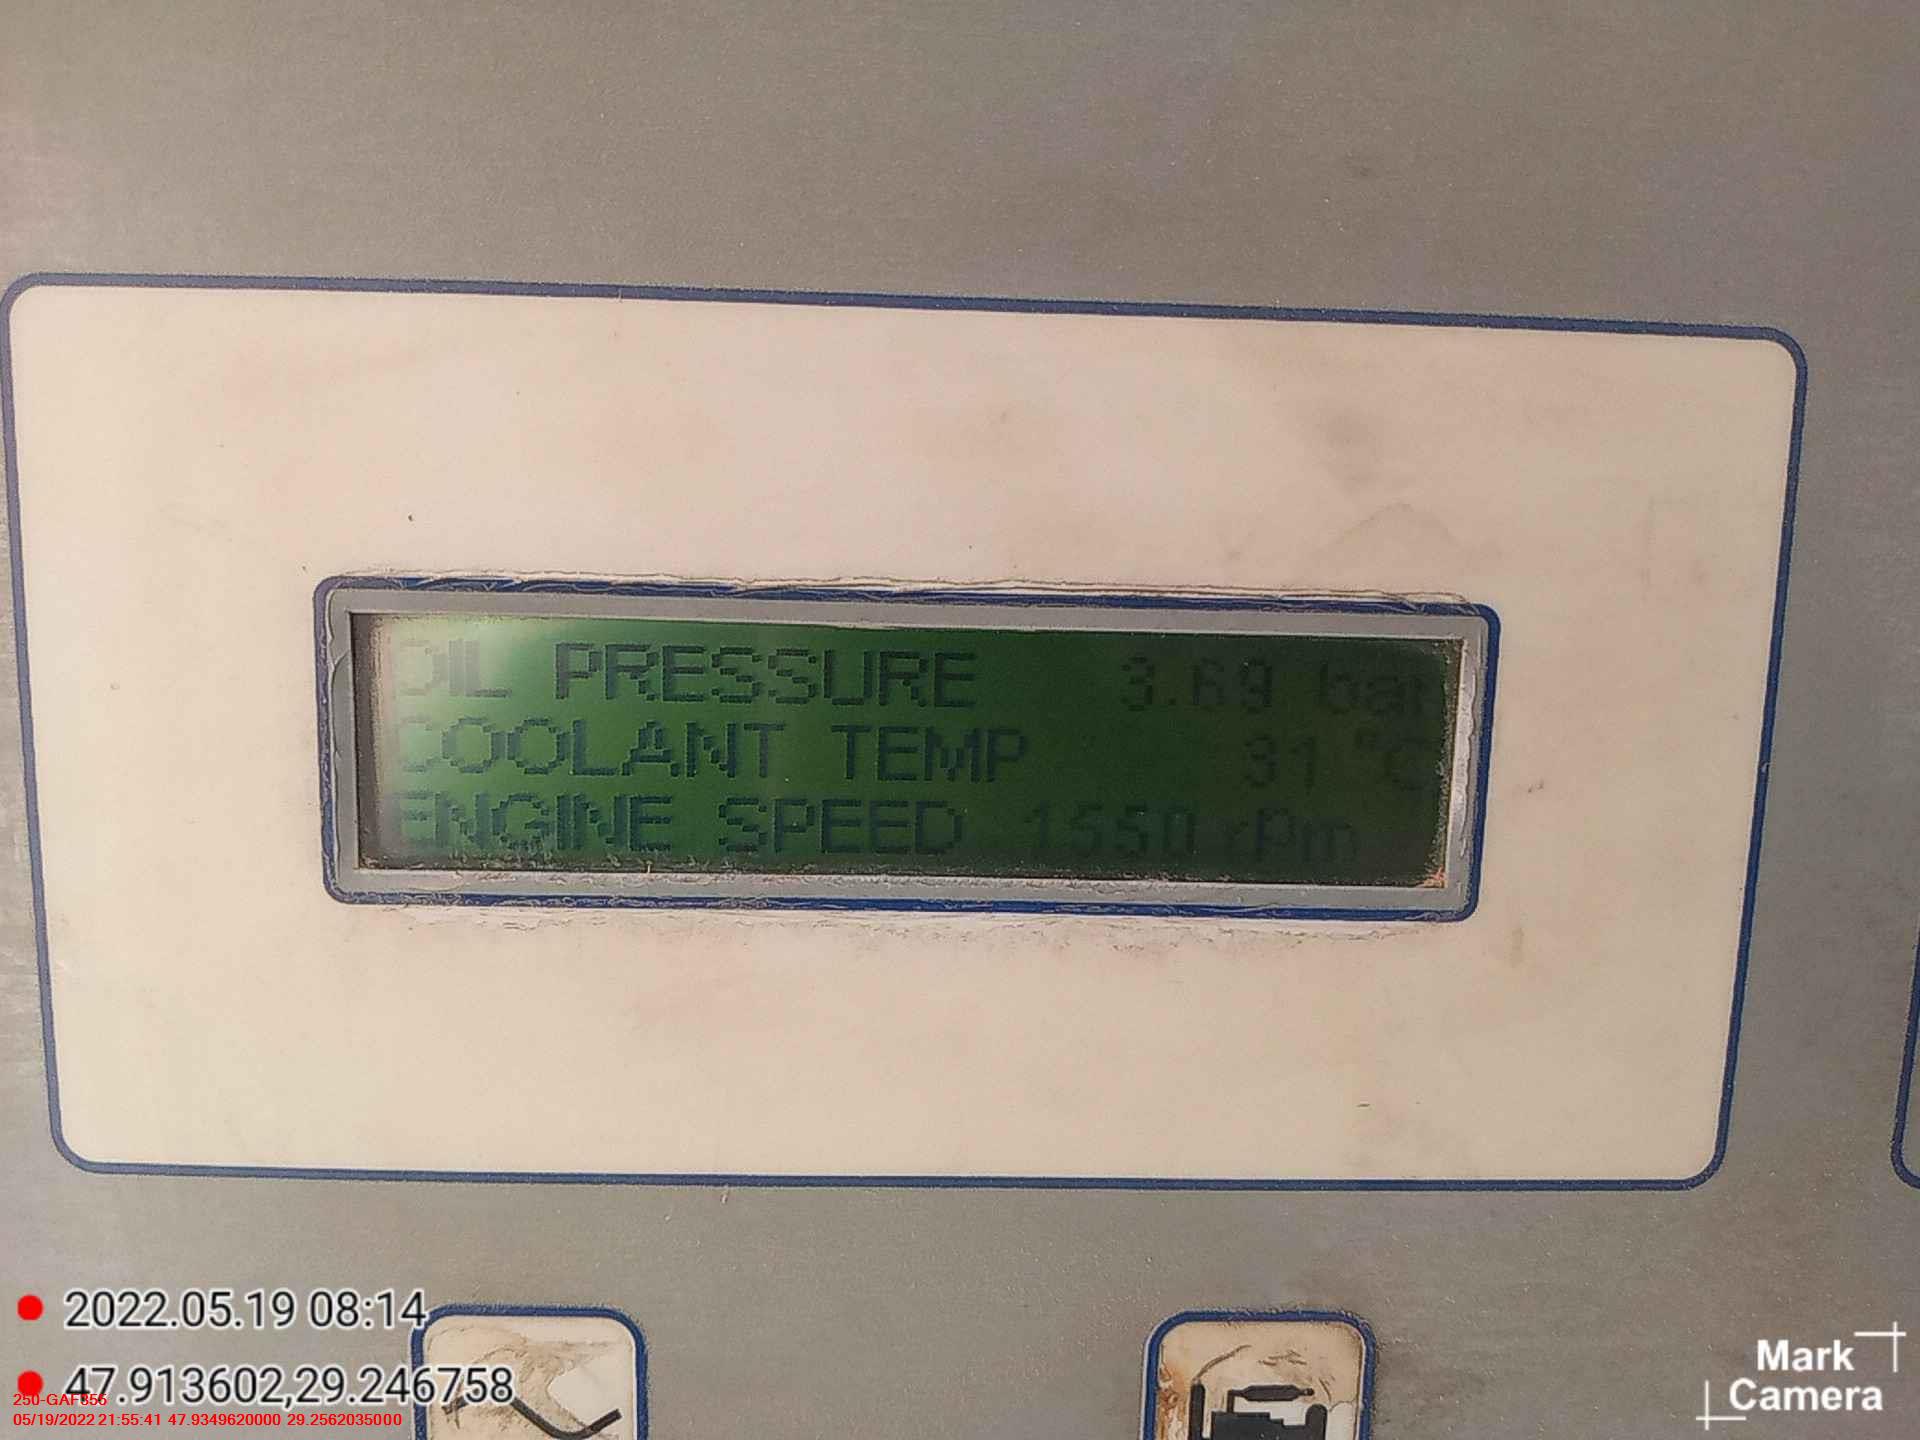 OIL PRESSURE 3.69 bar
COOLANT TEMP 31 °C
ENGINE SPEED 1550 rpm
2022.05.19 08:14
47.913602,29.246758
250-GAF355
05/19/2022 21:55:41 47.9349620000 29.2562035000
Mark
Camera